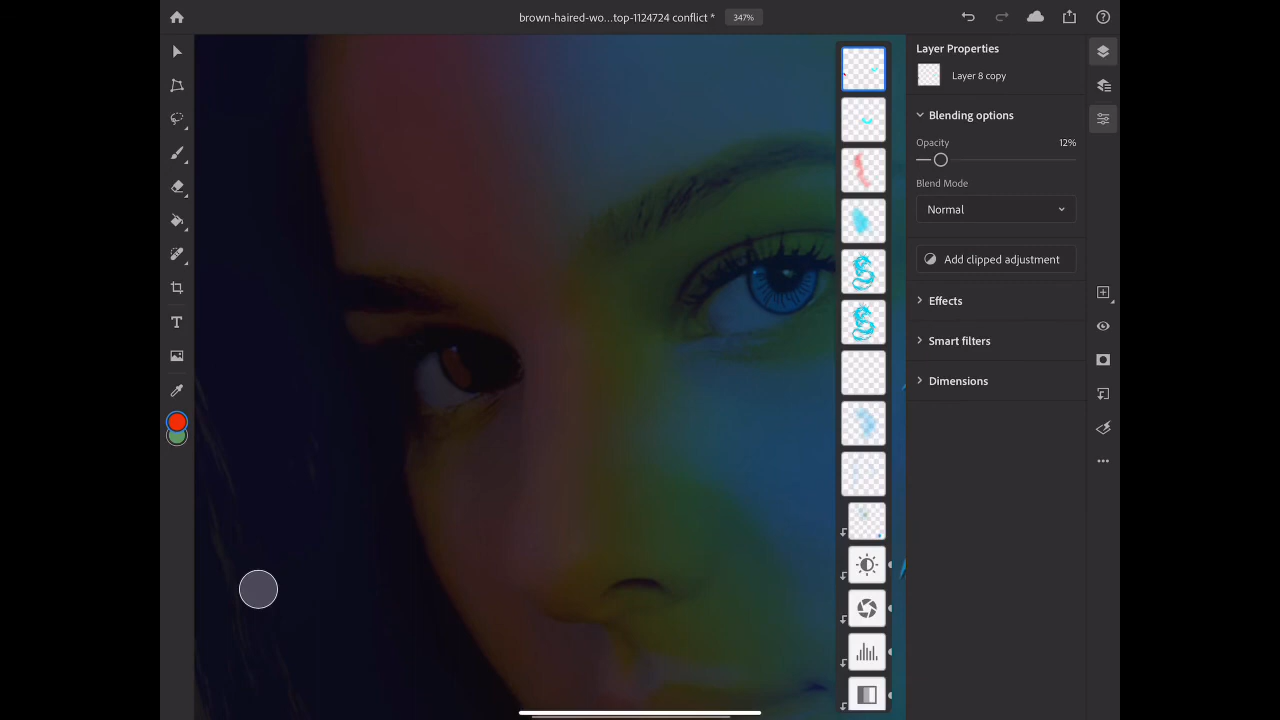 brown-haired-wo...top-1124724 conflict *
347%
Layer Properties
Layer 8 copy
Blending options
Opacity
12%
Blend Mode
Normal
Add clipped adjustment
Effects
Smart filters
Dimensions